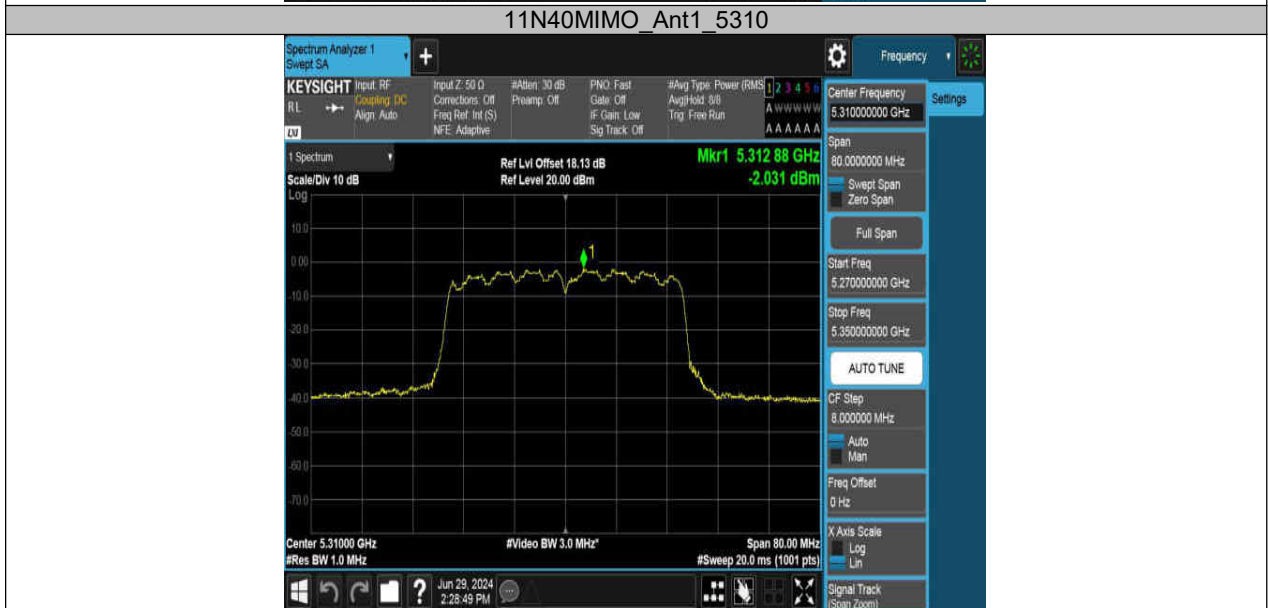 11N40MIMO_Ant1_5310
Spectrum Analyzer 1
Swept SA
+
Frequency
KEYSIGHT
RL
LXI
Input: RF
Coupling: DC
Align: Auto
Input Z: 50 Ω
Corrections: Off
Freq Ref: Int (S)
NFE: Adaptive
#Atten: 30 dB
Preamp: Off
PNO: Fast
Gate: Off
IF Gain: Low
Sig Track: Off
#Avg Type: Power (RMS
Avg|Hold: 8/8
Trig: Free Run
1 2 3 4 5 6
A W W W W W
A A A A A A
Center Frequency
5.310000000 GHz
Settings
Span
80.0000000 MHz
Swept Span
Zero Span
Full Span
Start Freq
5.270000000 GHz
Stop Freq
5.350000000 GHz
AUTO TUNE
CF Step
8.000000 MHz
Auto
Man
Freq Offset
0 Hz
X Axis Scale
Log
Lin
Signal Track
(Span Zoom)
1 Spectrum
Scale/Div 10 dB
Log
Ref Lvl Offset 18.13 dB
Ref Level 20.00 dBm
Mkr1 5.312 88 GHz
-2.031 dBm
1
10.0
0.00
-10.0
-20.0
-30.0
-40.0
-50.0
-60.0
-70.0
Center 5.31000 GHz
#Res BW 1.0 MHz
#Video BW 3.0 MHz*
Span 80.00 MHz
#Sweep 20.0 ms (1001 pts)
?
Jun 29, 2024
2:28:49 PM